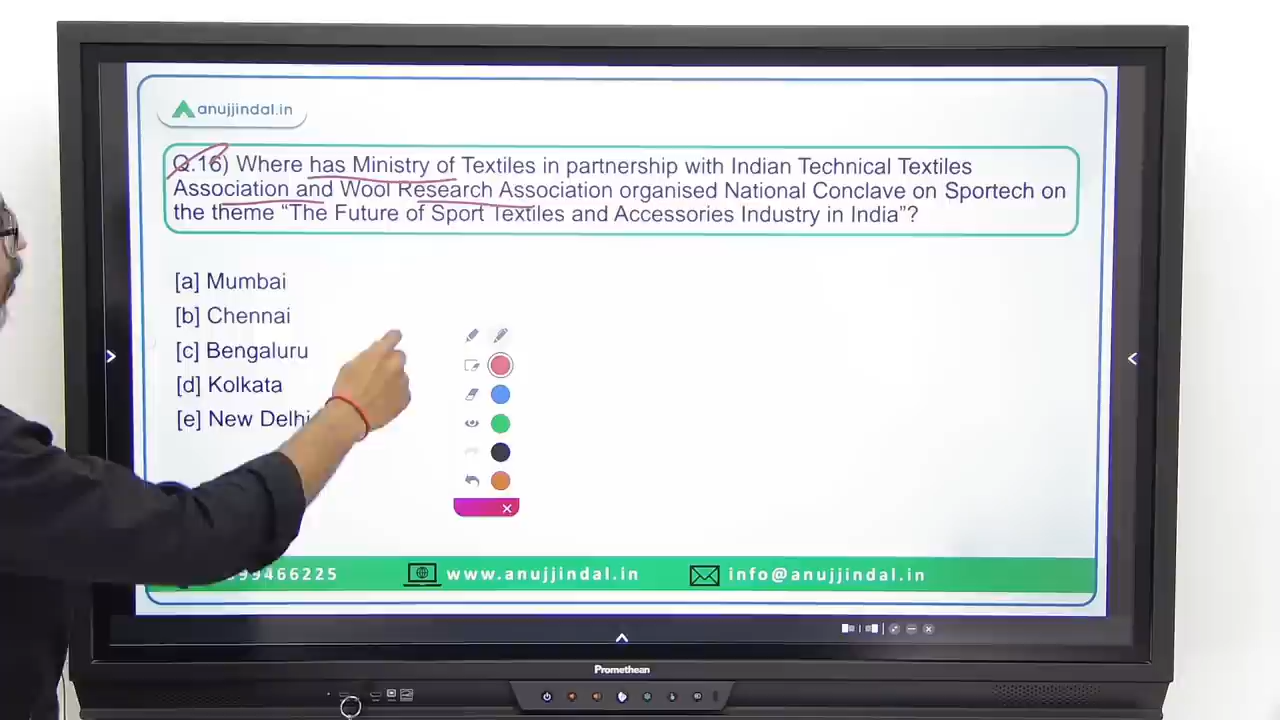 anujjindal.in
Q.16) Where has Ministry of Textiles in partnership with Indian Technical Textiles
Association and Wool Research Association organised National Conclave on Sportech on
the theme “The Future of Sport Textiles and Accessories Industry in India”?
[a] Mumbai
[b] Chennai
[c] Bengaluru
[d] Kolkata
[e] New Delhi
99466225 www.anujjindal.in info@anujjindal.in
Promethean